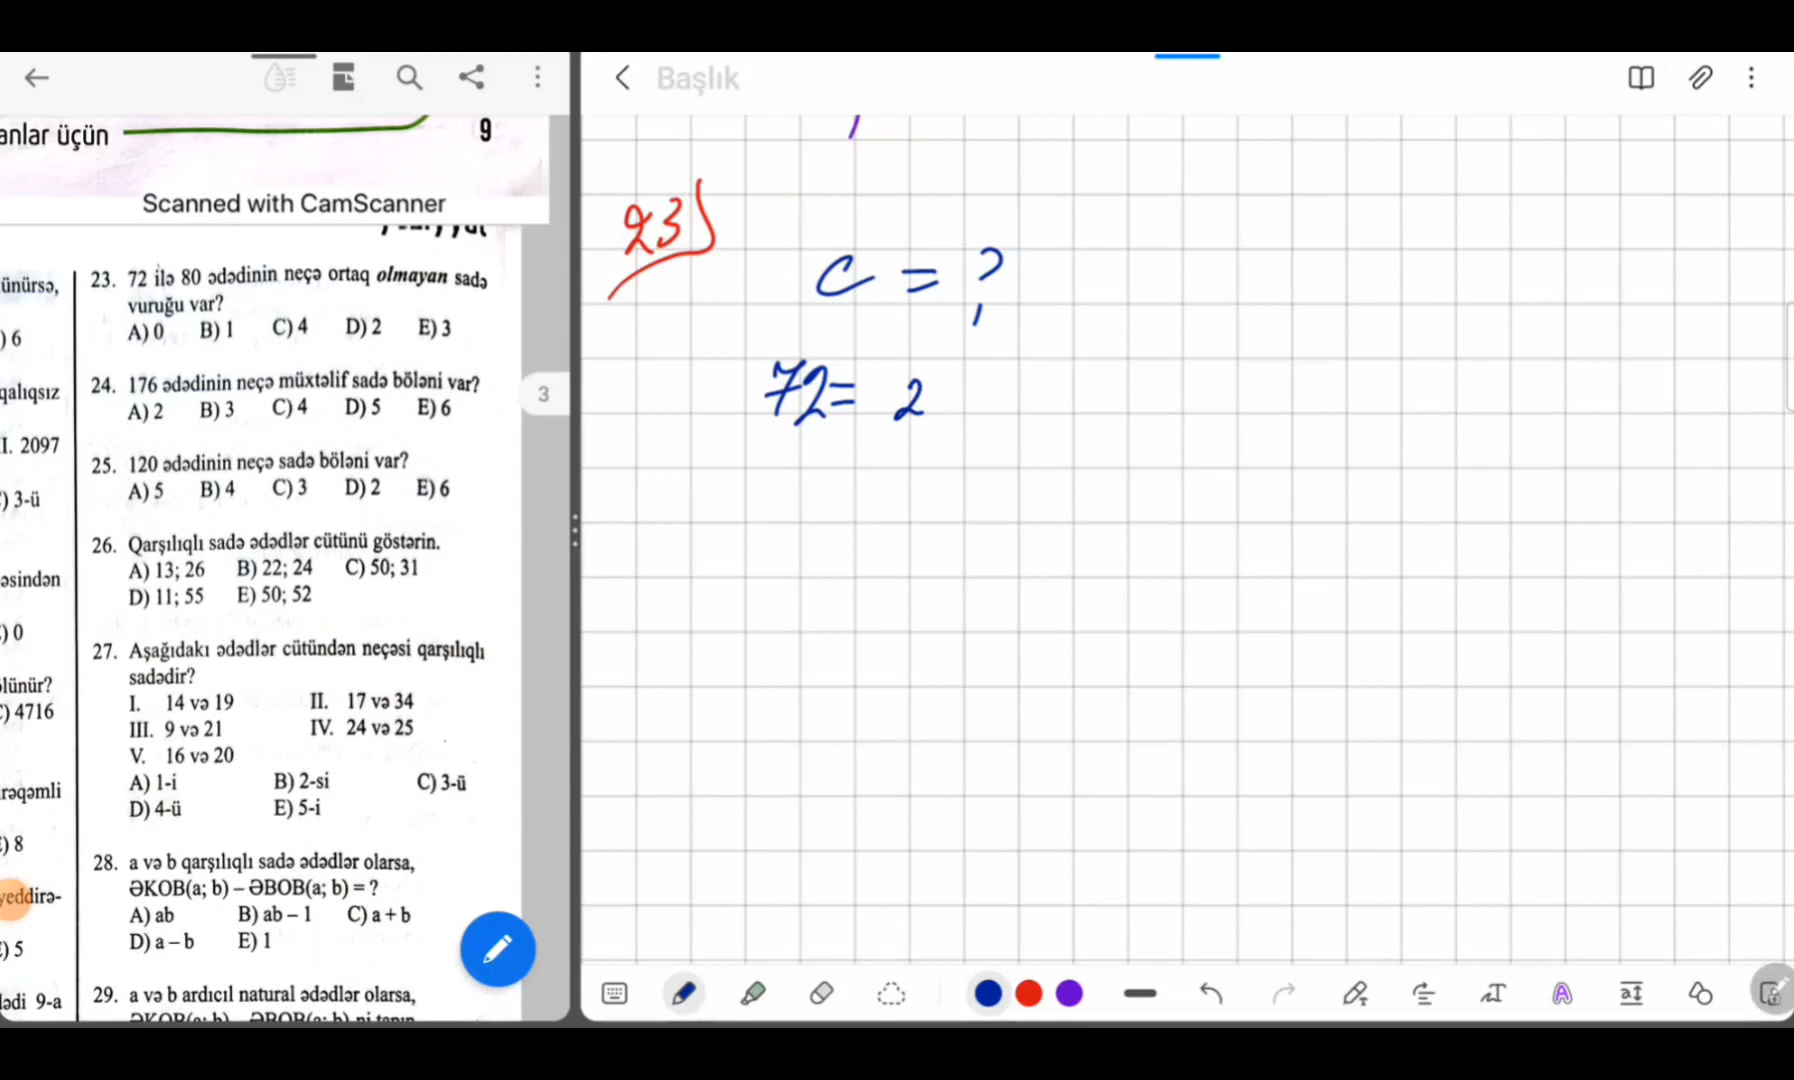 Başlık
anlar üçün 9
Scanned with CamScanner
ünürsə,
) 6
qalıqsız
I. 2097
) 3-ü
əsindən
) 0
lünür?
) 4716
rəqəmli
) 8
yeddirə-
) 5
ədi 9-a
23. 72 ilə 80 ədədinin neçə ortaq olmayan sadə
vuruğu var?
A) 0 B) 1 C) 4 D) 2 E) 3
24. 176 ədədinin neçə müxtəlif sadə böləni var?
A) 2 B) 3 C) 4 D) 5 E) 6
25. 120 ədədinin neçə sadə böləni var?
A) 5 B) 4 C) 3 D) 2 E) 6
26. Qarşılıqlı sadə ədədlər cütünü göstərin.
A) 13; 26 B) 22; 24 C) 50; 31
D) 11; 55 E) 50; 52
27. Aşağıdakı ədədlər cütündən neçəsi qarşılıqlı
sadədir?
I. 14 və 19 II. 17 və 34
III. 9 və 21 IV. 24 və 25
V. 16 və 20
A) 1-i B) 2-si C) 3-ü
D) 4-ü E) 5-i
28. a və b qarşılıqlı sadə ədədlər olarsa,
ƏKOB(a; b) – ƏBOB(a; b) = ?
A) ab B) ab – 1 C) a + b
D) a – b E) 1
29. a və b ardıcıl natural ədədlər olarsa,
3
23)
C = ?
72= 2